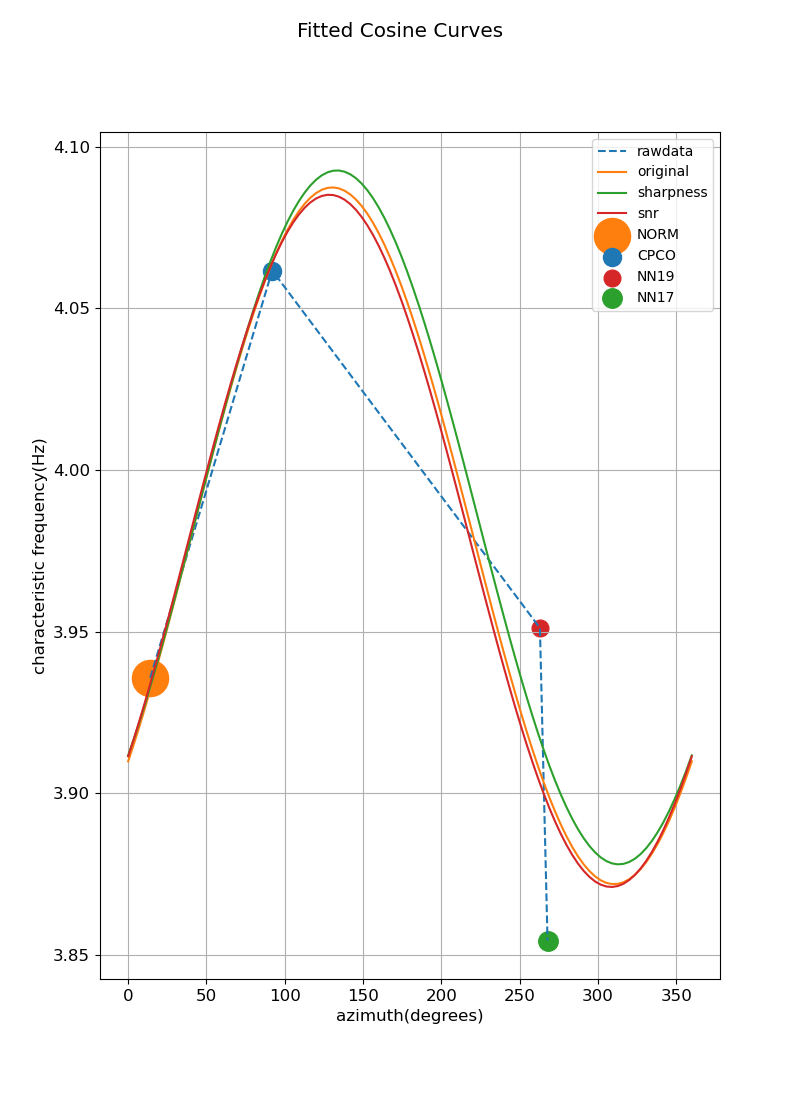 Fitted Cosine Curves
4.10
4.05
4.00
3.95
3.90
3.85
characteristic frequency(Hz)
0 50 100 150 200 250 300 350
azimuth(degrees)
rawdata
original
sharpness
snr
NORM
CPCO
NN19
NN17